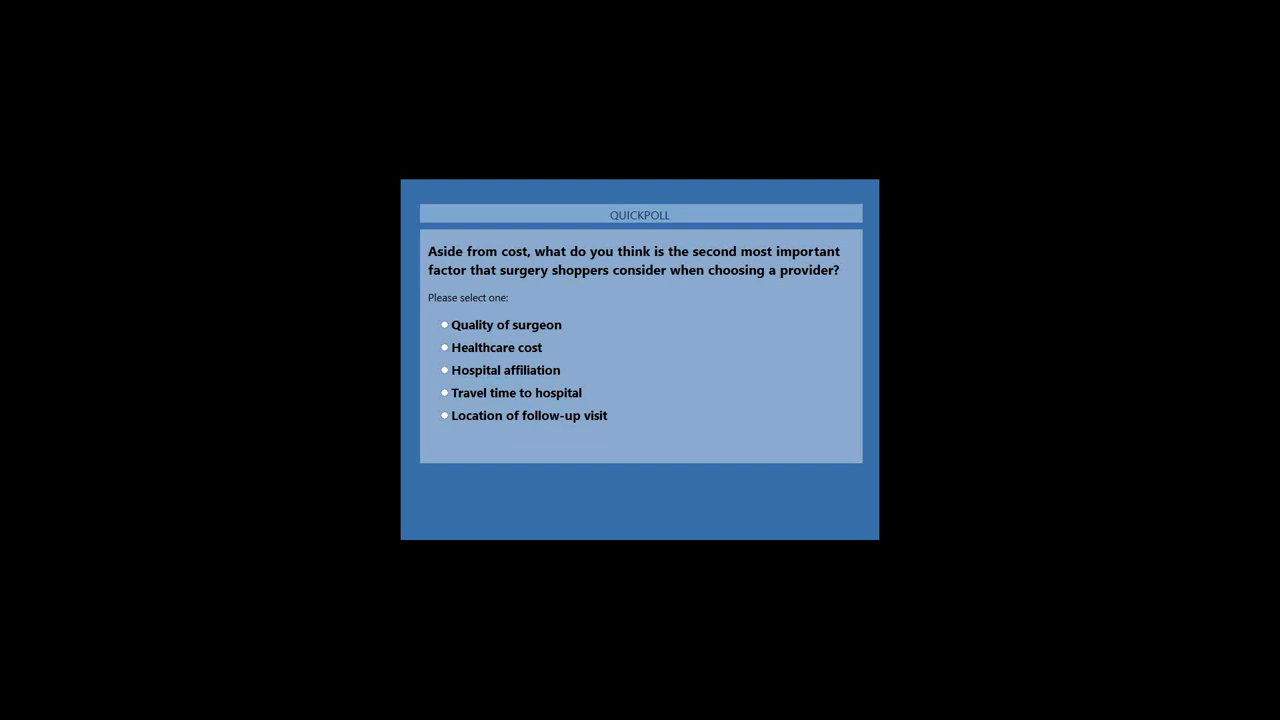 QUICKPOLL
Aside from cost, what do you think is the second most important
factor that surgery shoppers consider when choosing a provider?
Please select one:
Quality of surgeon
Healthcare cost
Hospital affiliation
Travel time to hospital
Location of follow-up visit